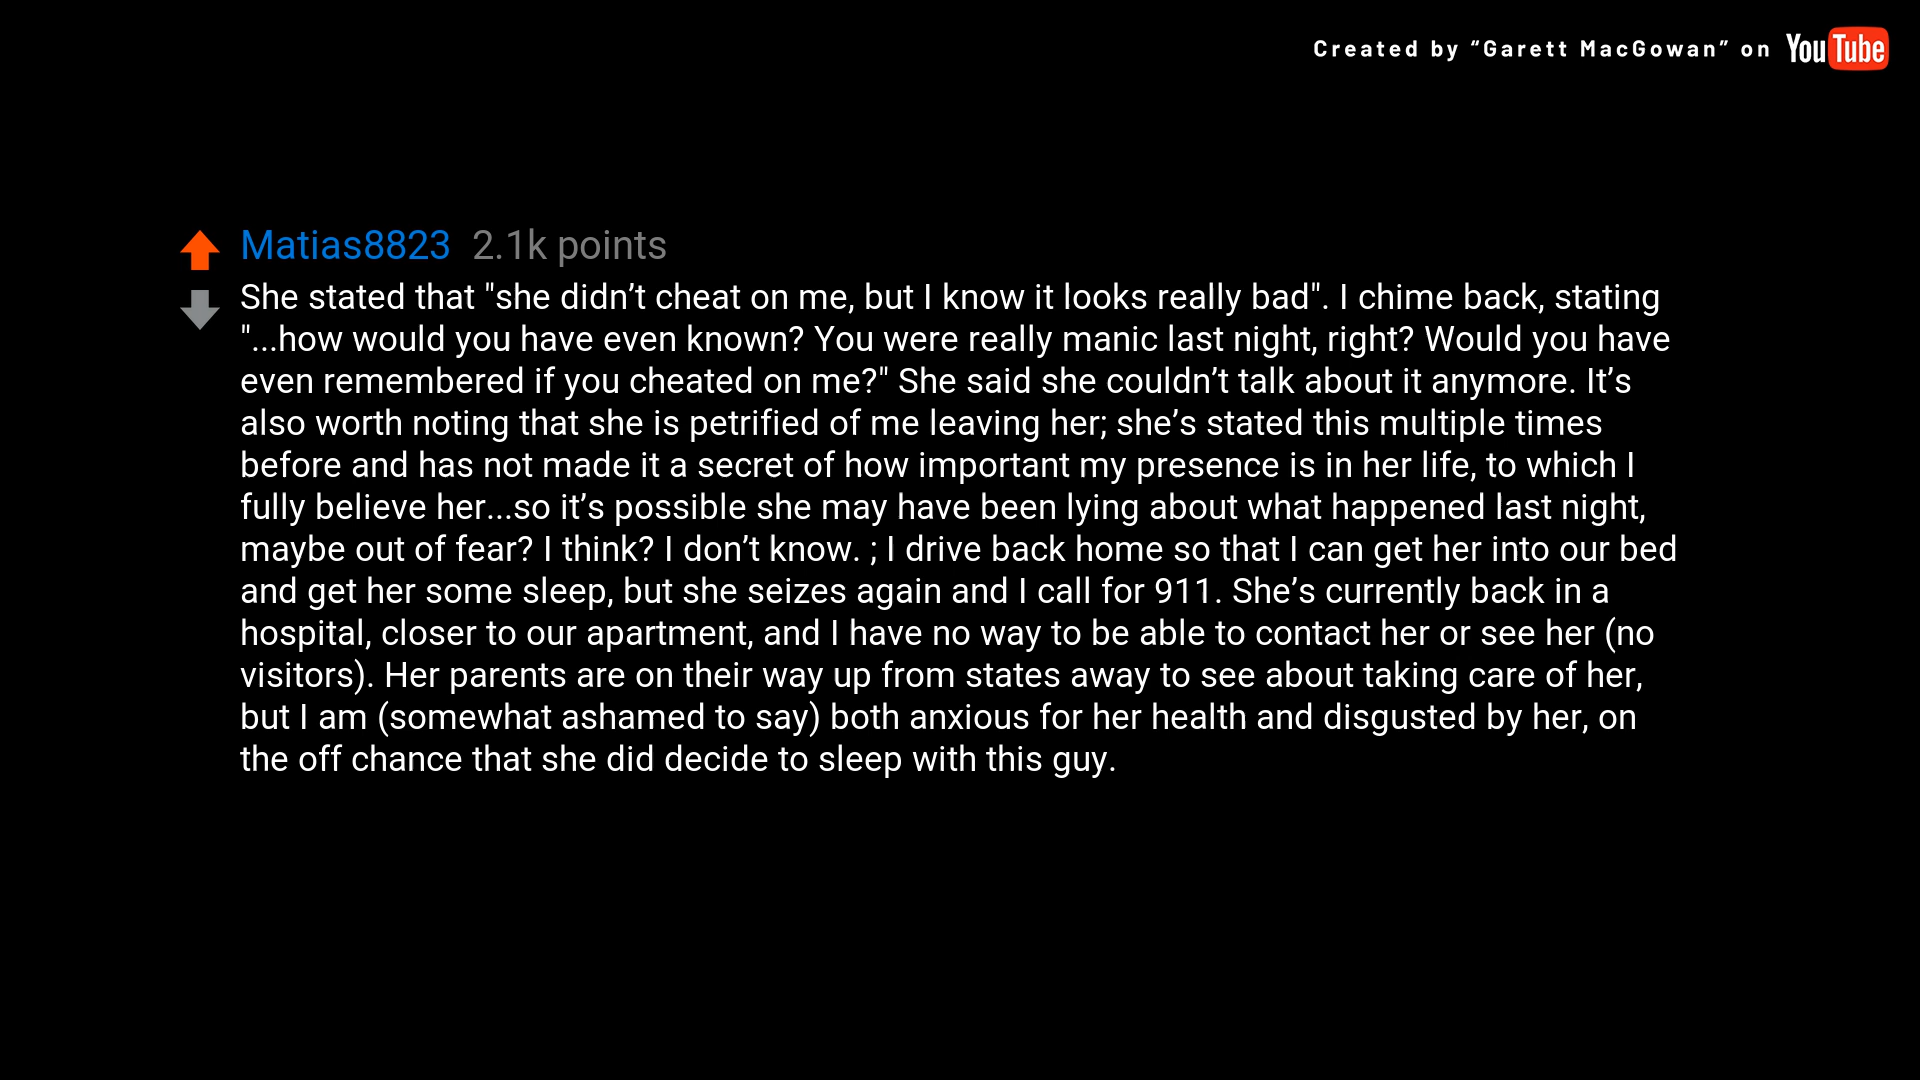 Created by “Garett MacGowan” on YouTube
Matias8823 2.1k points
She stated that "she didn’t cheat on me, but I know it looks really bad". I chime back, stating
"...how would you have even known? You were really manic last night, right? Would you have
even remembered if you cheated on me?" She said she couldn’t talk about it anymore. It’s
also worth noting that she is petrified of me leaving her; she’s stated this multiple times
before and has not made it a secret of how important my presence is in her life, to which I
fully believe her...so it’s possible she may have been lying about what happened last night,
maybe out of fear? I think? I don’t know. ; I drive back home so that I can get her into our bed
and get her some sleep, but she seizes again and I call for 911. She’s currently back in a
hospital, closer to our apartment, and I have no way to be able to contact her or see her (no
visitors). Her parents are on their way up from states away to see about taking care of her,
but I am (somewhat ashamed to say) both anxious for her health and disgusted by her, on
the off chance that she did decide to sleep with this guy.